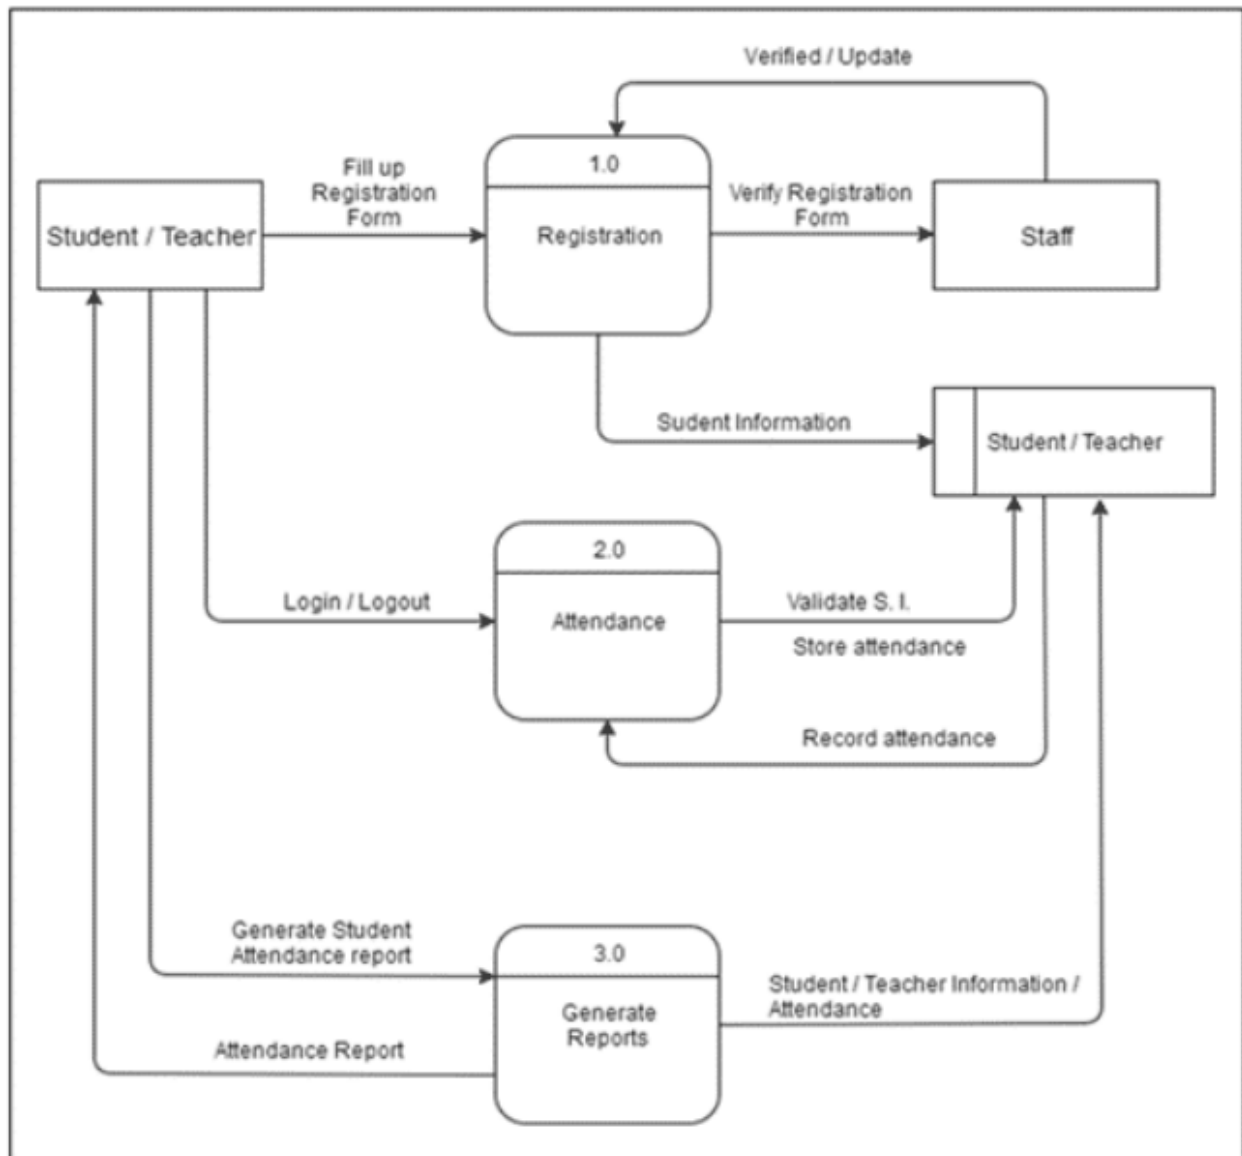 Verified / Update
Fill up
Registration
Form
1.0
Verify Registration
Form
Student / Teacher
Registration
Staff
Sudent Information
Student / Teacher
2.0
Login / Logout
Attendance
Validate S. I.
Store attendance
Record attendance
Generate Student
Attendance report
3.0
Student / Teacher Information /
Attendance
Generate
Reports
Attendance Report